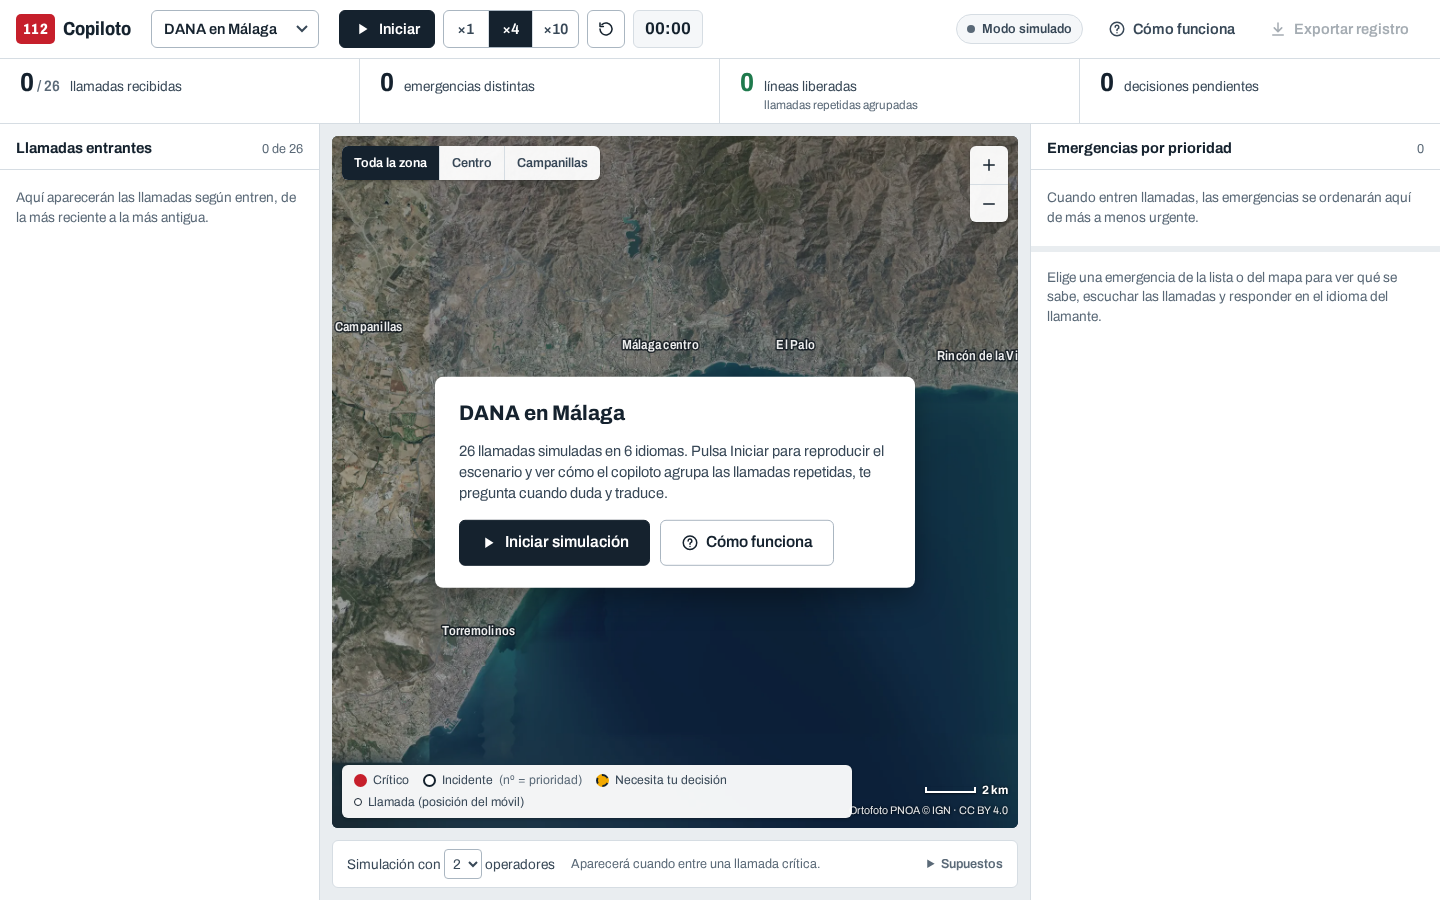 112 Copiloto
DANA en Málaga
Iniciar
×1 ×4 ×10
00:00
Modo simulado
Cómo funciona
Exportar registro
0 / 26 llamadas recibidas
0 emergencias distintas
0 líneas liberadas
llamadas repetidas agrupadas
0 decisiones pendientes
Llamadas entrantes
0 de 26
Aquí aparecerán las llamadas según entren, de
la más reciente a la más antigua.
Toda la zona
Centro
Campanillas
+
−
Campanillas
Málaga centro
El Palo
Rincón de la Vi
DANA en Málaga
26 llamadas simuladas en 6 idiomas. Pulsa Iniciar para reproducir el
escenario y ver cómo el copiloto agrupa las llamadas repetidas, te
pregunta cuando duda y traduce.
Iniciar simulación
Cómo funciona
Torremolinos
Crítico
Incidente (nº = prioridad)
Necesita tu decisión
Llamada (posición del móvil)
2 km
Ortofoto PNOA © IGN · CC BY 4.0
Simulación con 2 operadores
Aparecerá cuando entre una llamada crítica.
Supuestos
Emergencias por prioridad
0
Cuando entren llamadas, las emergencias se ordenarán aquí
de más a menos urgente.
Elige una emergencia de la lista o del mapa para ver qué se
sabe, escuchar las llamadas y responder en el idioma del
llamante.